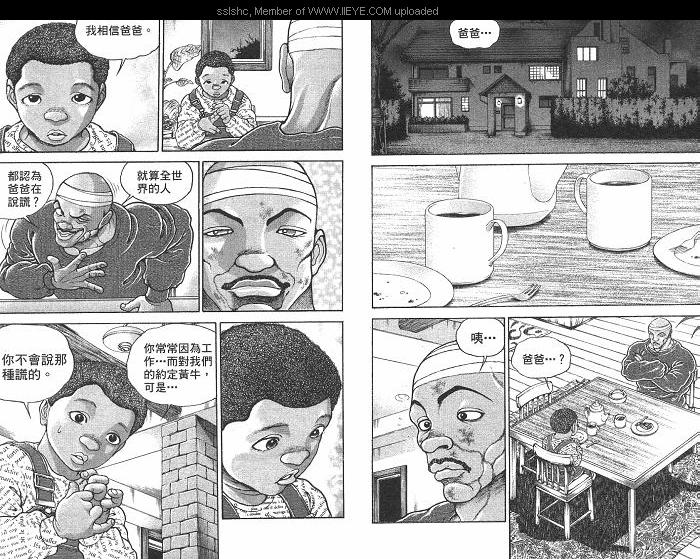 sslshc, Member of VWWW.IIEYE.COM uploaded
爸爸⋯
咦⋯
爸爸⋯？
我相信爸爸。
就算全世
界的人
都認為
爸爸在
說謊？
你常常因為工
作⋯而對我們
的約定黃牛，
可是⋯
你不會說那
種謊的。